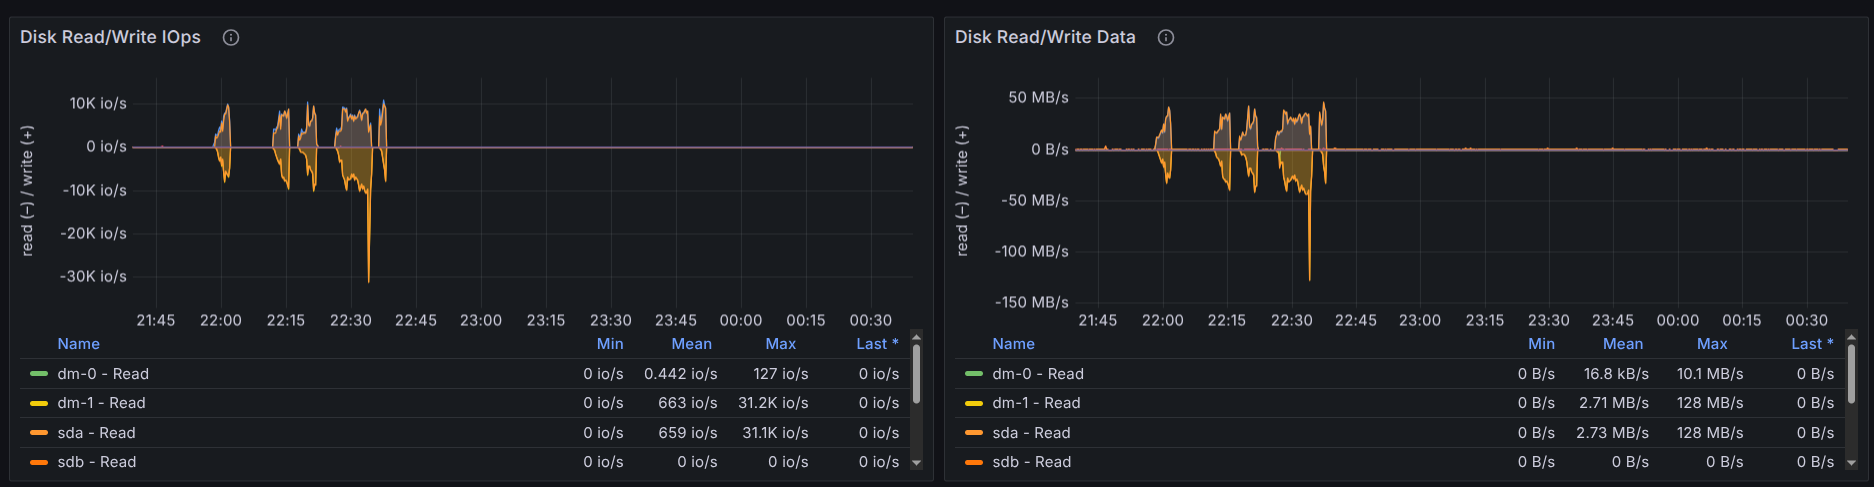 Disk Read/Write IOps
read (−) / write (+)
10K io/s
0 io/s
-10K io/s
-20K io/s
-30K io/s
21:45 22:00 22:15 22:30 22:45 23:00 23:15 23:30 23:45 00:00 00:15 00:30
Name Min Mean Max Last *
dm-0 - Read 0 io/s 0.442 io/s 127 io/s 0 io/s
dm-1 - Read 0 io/s 663 io/s 31.2K io/s 0 io/s
sda - Read 0 io/s 659 io/s 31.1K io/s 0 io/s
sdb - Read 0 io/s 0 io/s 0 io/s 0 io/s
Disk Read/Write Data
read (−) / write (+)
50 MB/s
0 B/s
-50 MB/s
-100 MB/s
-150 MB/s
21:45 22:00 22:15 22:30 22:45 23:00 23:15 23:30 23:45 00:00 00:15 00:30
Name Min Mean Max Last *
dm-0 - Read 0 B/s 16.8 kB/s 10.1 MB/s 0 B/s
dm-1 - Read 0 B/s 2.71 MB/s 128 MB/s 0 B/s
sda - Read 0 B/s 2.73 MB/s 128 MB/s 0 B/s
sdb - Read 0 B/s 0 B/s 0 B/s 0 B/s